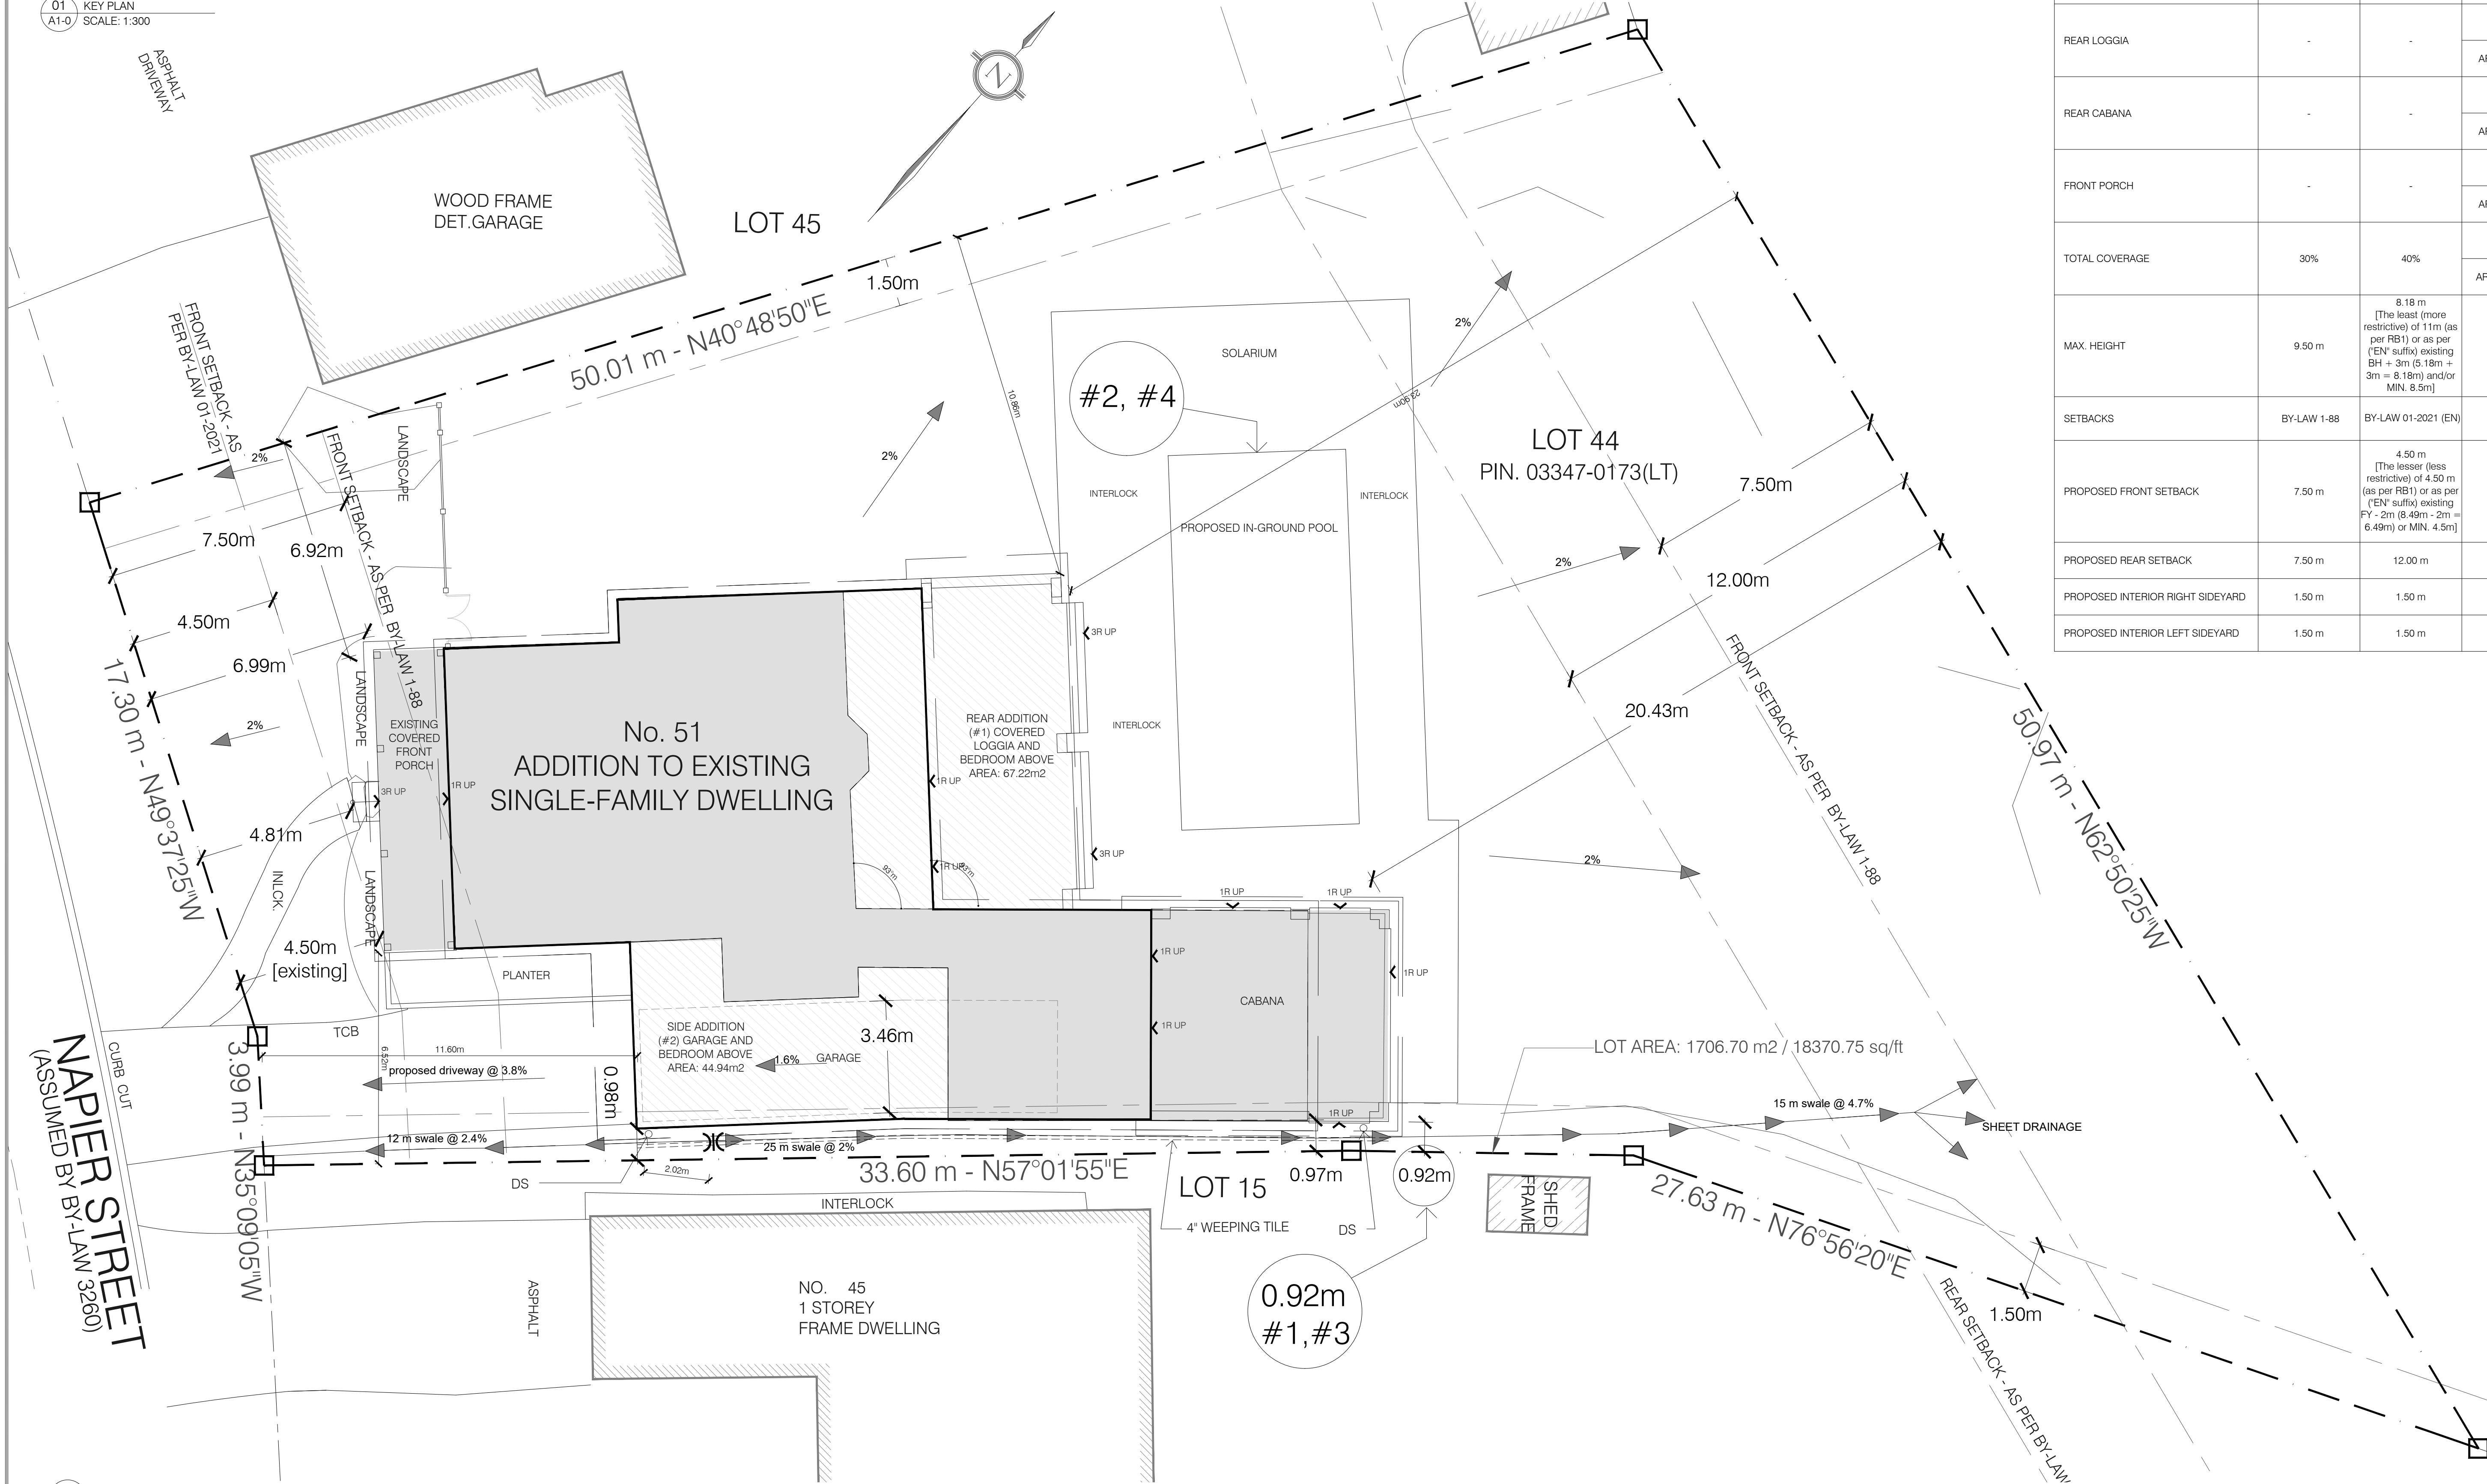 01
KEY PLAN
A1-0
SCALE: 1:300
ASPHALT
DRIVEWAY
WOOD FRAME
DET.GARAGE
LOT 45
N
1.50m
50.01 m - N40°48'50"E
FRONT SETBACK - AS
PER BY-LAW 01-2021
2%
FRONT SETBACK - AS PER BY-LAW 1-88
LANDSCAPE
7.50m
6.92m
4.50m
6.99m
17.30 m - N49°37'25"W
2%
4.81m
INLCK.
LANDSCAPE
LANDSCAPE
4.50m
[existing]
EXISTING
COVERED
FRONT
PORCH
3R UP
1R UP
No. 51
ADDITION TO EXISTING
SINGLE-FAMILY DWELLING
REAR ADDITION
(#1) COVERED
LOGGIA AND
BEDROOM ABOVE
AREA: 67.22m2
1R UP
1R UP
93°m
93°m
3R UP
3R UP
10.86m
2%
#2, #4
SOLARIUM
INTERLOCK
INTERLOCK
INTERLOCK
PROPOSED IN-GROUND POOL
2%
23.90m
LOT 44
PIN. 03347-0173(LT)
7.50m
12.00m
20.43m
2%
2%
FRONT SETBACK - AS PER BY-LAW 1-88
50.97 m - N62°50'25"W
PLANTER
TCB
CURB CUT
NAPIER STREET
(ASSUMED BY BY-LAW 3260)
3.99 m - N35°09'05"W
11.60m
6.52m
proposed driveway @ 3.8%
0.98m
SIDE ADDITION
(#2) GARAGE AND
BEDROOM ABOVE
AREA: 44.94m2
1.6%
GARAGE
3.46m
1R UP
1R UP
1R UP
1R UP
1R UP
1R UP
CABANA
LOT AREA: 1706.70 m2 / 18370.75 sq/ft
12 m swale @ 2.4%
25 m swale @ 2%
15 m swale @ 4.7%
SHEET DRAINAGE
2.02m
DS
33.60 m - N57°01'55"E
INTERLOCK
LOT 15
0.97m
0.92m
4" WEEPING TILE
DS
SHED
FRAME
27.63 m - N76°56'20"E
1.50m
REAR SETBACK - AS PER BY-LAW
0.92m
#1,#3
ASPHALT
NO. 45
1 STOREY
FRAME DWELLING
REAR LOGGIA - -
REAR CABANA - -
FRONT PORCH - -
TOTAL COVERAGE 30% 40%
MAX. HEIGHT 9.50 m
8.18 m
[The least (more
restrictive) of 11m (as
per RB1) or as per
("EN" suffix) existing
BH + 3m (5.18m +
3m = 8.18m) and/or
MIN. 8.5m]
SETBACKS BY-LAW 1-88 BY-LAW 01-2021 (EN)
PROPOSED FRONT SETBACK 7.50 m
4.50 m
[The lesser (less
restrictive) of 4.50 m
(as per RB1) or as per
("EN" suffix) existing
FY - 2m (8.49m - 2m =
6.49m) or MIN. 4.5m]
PROPOSED REAR SETBACK 7.50 m 12.00 m
PROPOSED INTERIOR RIGHT SIDEYARD 1.50 m 1.50 m
PROPOSED INTERIOR LEFT SIDEYARD 1.50 m 1.50 m